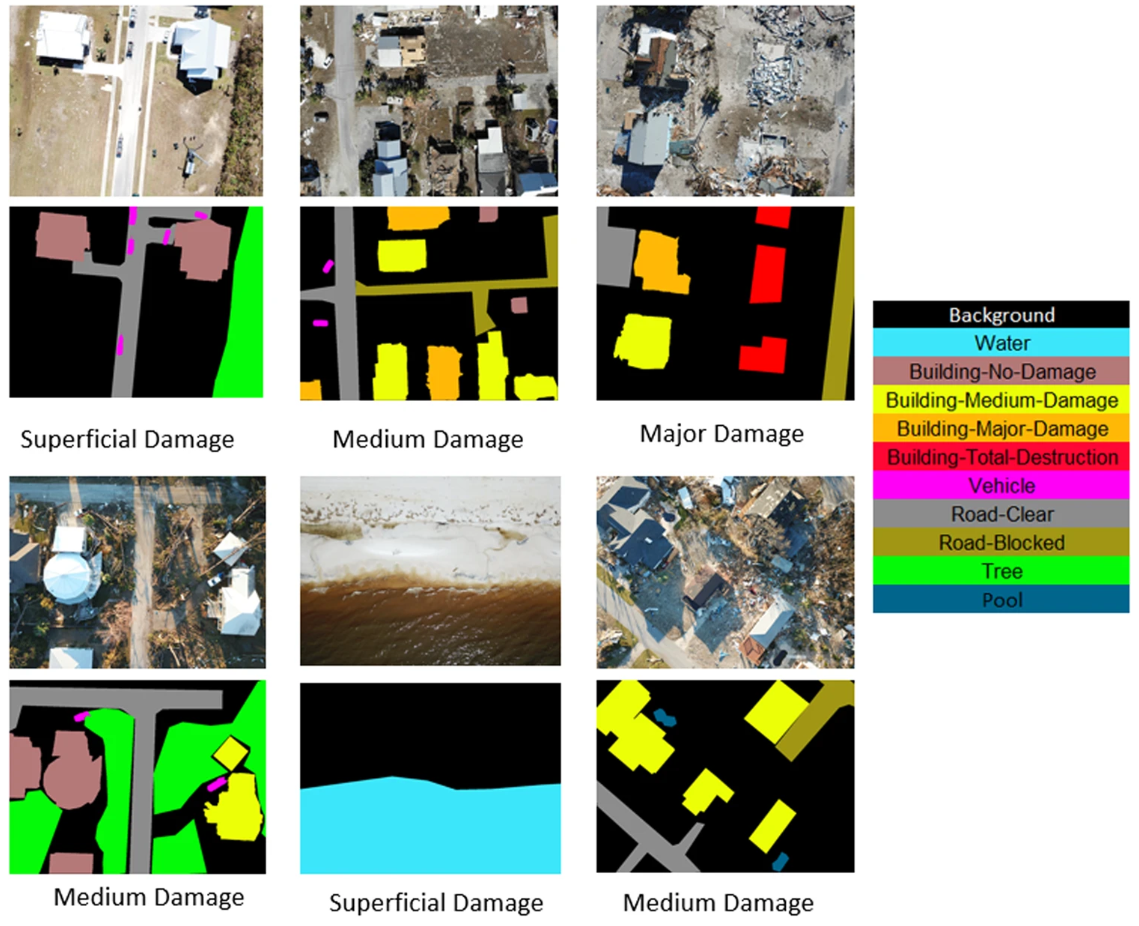 Superficial Damage
Medium Damage
Major Damage
Background
Water
Building-No-Damage
Building-Medium-Damage
Building-Major-Damage
Building-Total-Destruction
Vehicle
Road-Clear
Road-Blocked
Tree
Pool
Medium Damage
Superficial Damage
Medium Damage